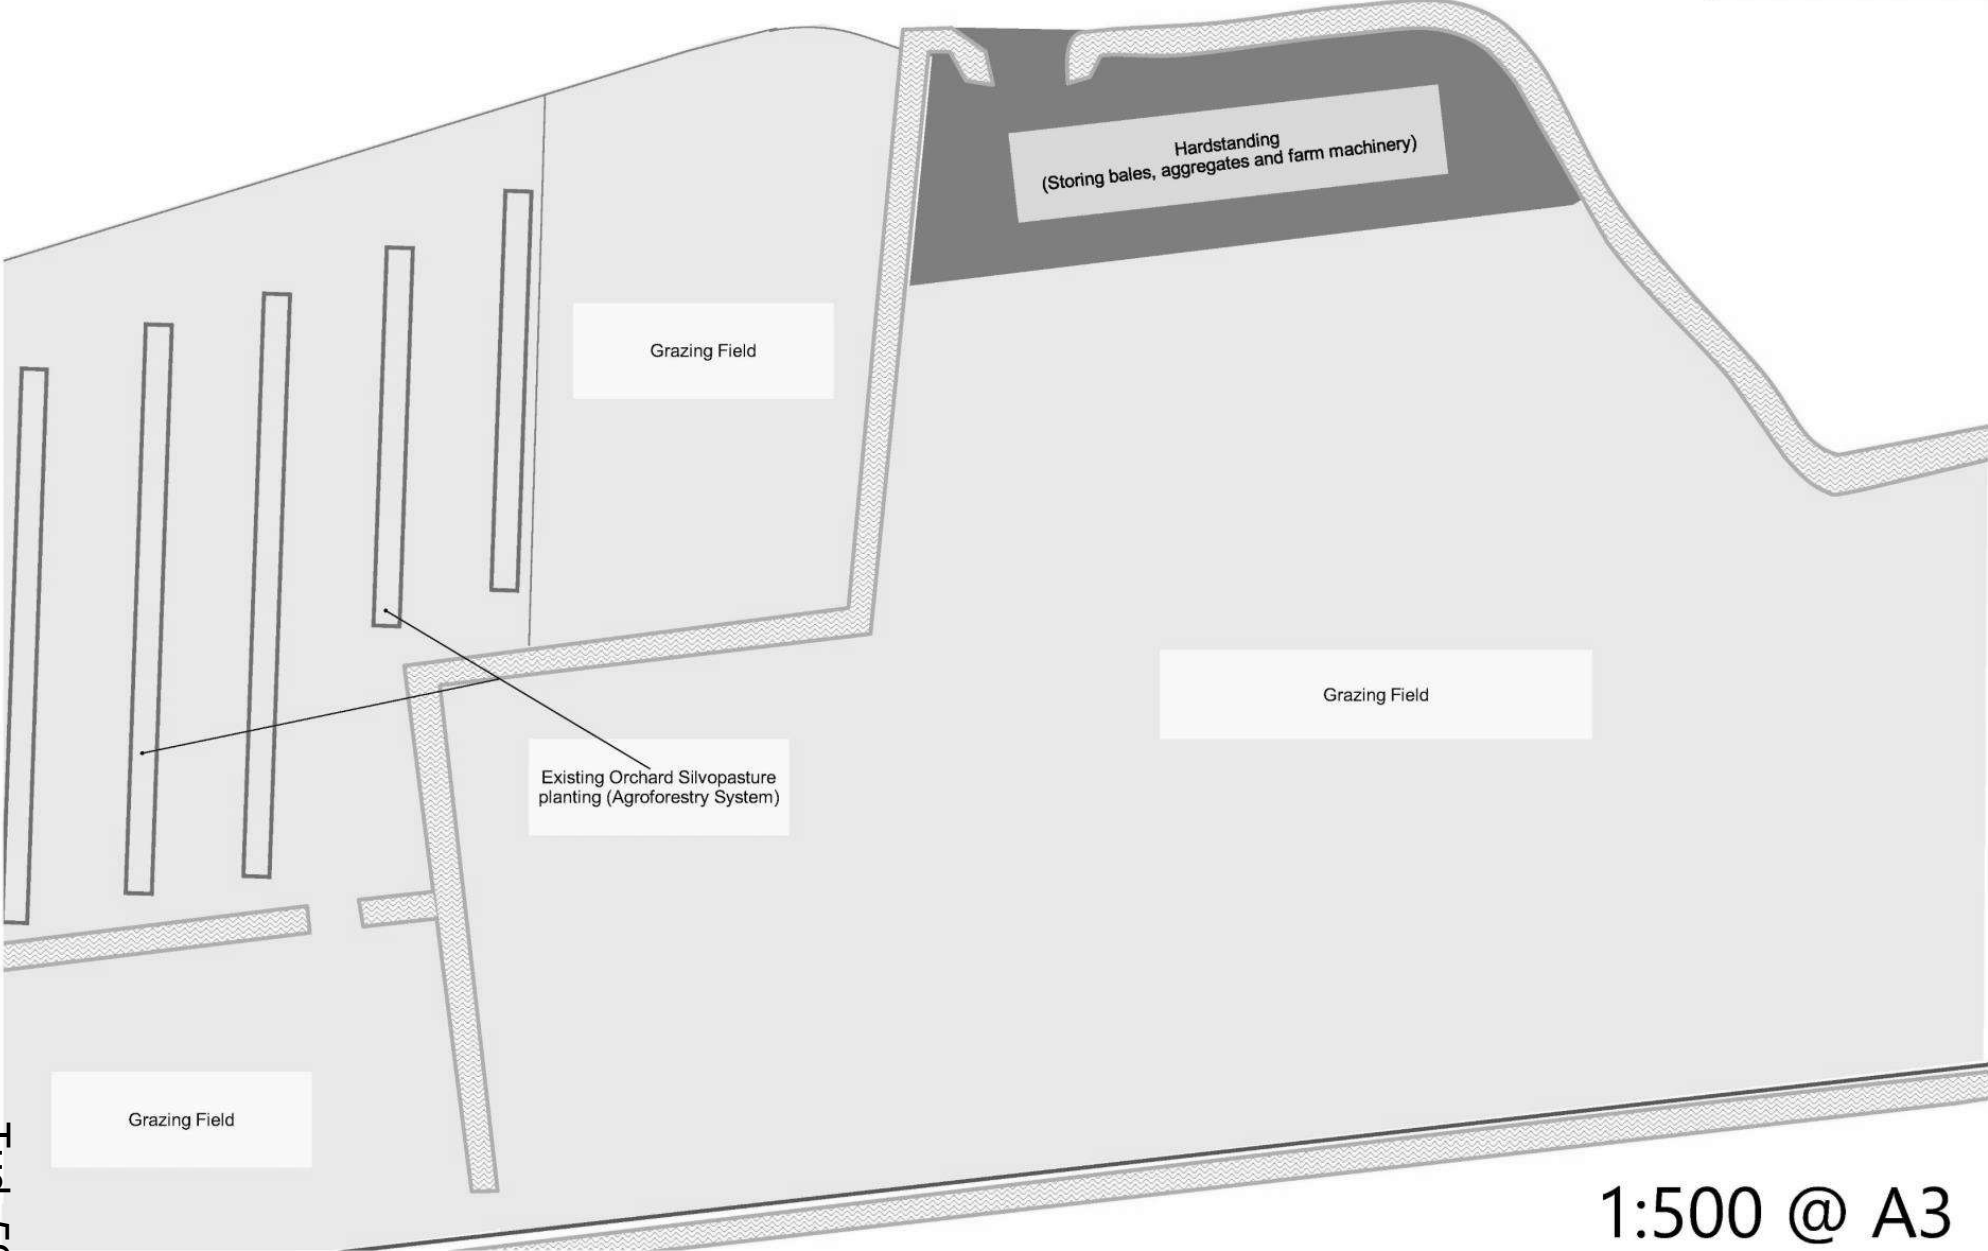 Hardstanding
(Storing bales, aggregates and farm machinery)
Grazing Field
Grazing Field
Existing Orchard Silvopasture
planting (Agroforestry System)
Grazing Field
1:500 @ A3